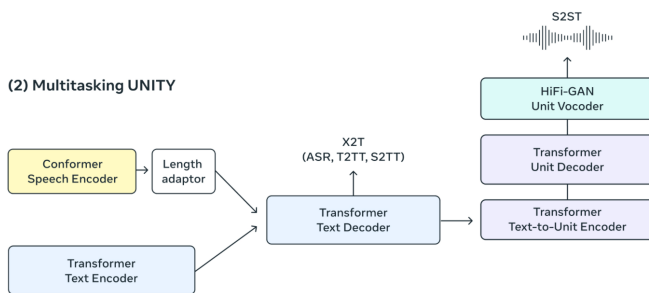 S2ST
(2) Multitasking UNITY
HiFi-GAN
Unit Vocoder
X2T
(ASR, T2TT, S2TT)
Transformer
Unit Decoder
Conformer
Speech Encoder
Length
adaptor
Transformer
Text Decoder
Transformer
Text-to-Unit Encoder
Transformer
Text Encoder